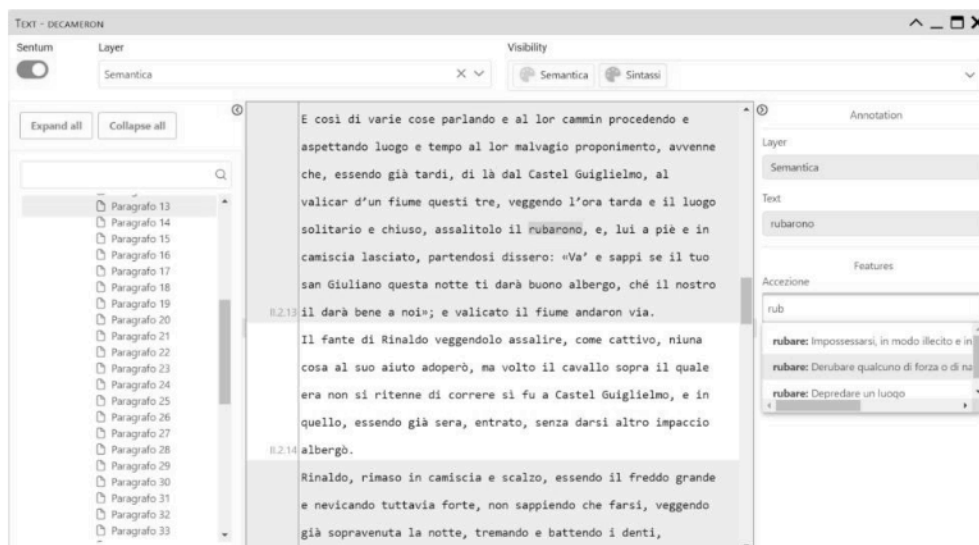 TEXT - DECAMERON
Sentum Layer Visibility
Semantica Semantica Sintassi
Expand all Collapse all
Paragrafo 13
Paragrafo 14
Paragrafo 15
Paragrafo 16
Paragrafo 17
Paragrafo 18
Paragrafo 19
Paragrafo 20
Paragrafo 21
Paragrafo 22
Paragrafo 23
Paragrafo 24
Paragrafo 25
Paragrafo 26
Paragrafo 27
Paragrafo 28
Paragrafo 29
Paragrafo 30
Paragrafo 31
Paragrafo 32
Paragrafo 33
E così di varie cose parlando e al lor cammin procedendo e
aspettando luogo e tempo al lor malvagio proponimento, avvenne
che, essendo già tardi, di là dal Castel Guiglielmo, al
valicar d'un fiume questi tre, veggendo l'ora tarda e il luogo
solitario e chiuso, assalitolo il rubarono, e, lui a piè e in
camiscia lasciato, partendosi dissero: «Va' e sappi se il tuo
san Giuliano questa notte ti darà buono albergo, ché il nostro
II.2.13 il darà bene a noi»; e valicato il fiume andaron via.
Il fante di Rinaldo veggendolo assalire, come cattivo, niuna
cosa al suo aiuto adoperò, ma volto il cavallo sopra il quale
era non si ritenne di correre sì fu a Castel Guiglielmo, e in
quello, essendo già sera, entrato, senza darsi altro impaccio
II.2.14 albergò.
Rinaldo, rimaso in camiscia e scalzo, essendo il freddo grande
e nevicando tuttavia forte, non sappiendo che farsi, veggendo
già sopravenuta la notte, tremando e battendo i denti,
Annotation
Layer
Semantica
Text
rubarono
Features
Accezione
rub
rubare: Impossessarsi, in modo illecito e in
rubare: Derubare qualcuno di forza o di na
rubare: Depredare un luogo